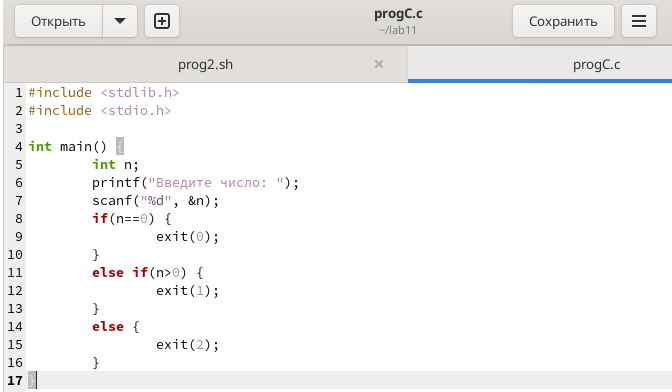 Открыть
progC.c
~/lab11
Сохранить
prog2.sh × progC.c
1 #include <stdlib.h>
2 #include <stdio.h>
3
4 int main() {
5         int n;
6         printf("Введите число: ");
7         scanf("%d", &n);
8         if(n==0) {
9                 exit(0);
10         }
11         else if(n>0) {
12                 exit(1);
13         }
14         else {
15                 exit(2);
16         }
17 }